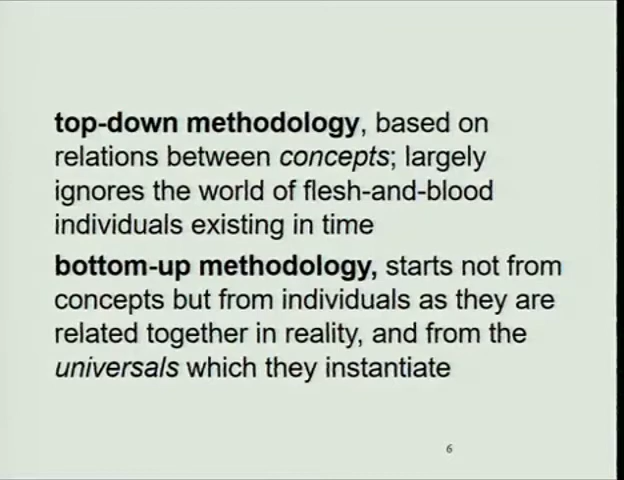 top-down methodology, based on
relations between concepts; largely
ignores the world of flesh-and-blood
individuals existing in time
bottom-up methodology, starts not from
concepts but from individuals as they are
related together in reality, and from the
universals which they instantiate
6